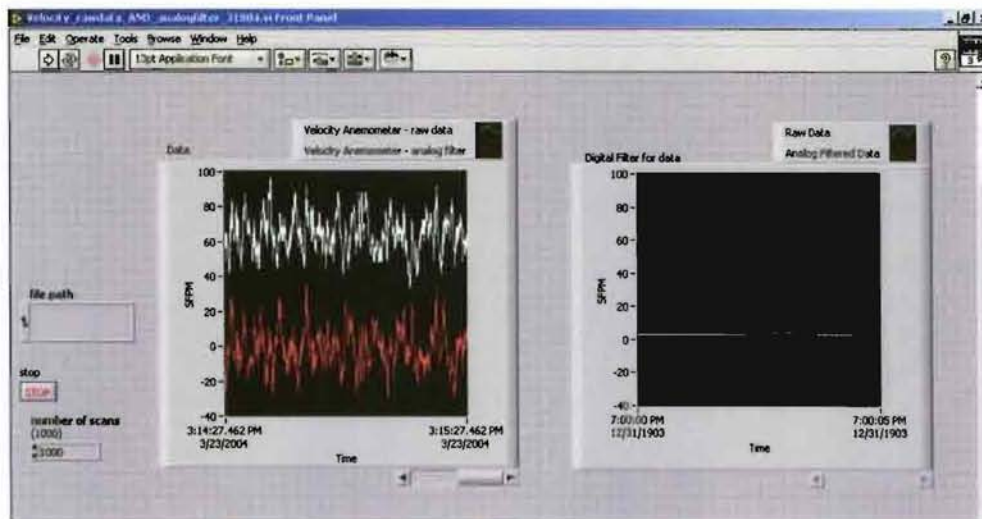 Velocity_rawdata_AND_analogfilter_31804.vi Front Panel
File Edit Operate Tools Browse Window Help
13pt Application Font
Velocity Anemometer - raw data
Velocity Anemometer - analog filter
Data
100
80
60
40
20
0
-20
-40
SFPM
3:14:27.462 PM
3/23/2004
3:15:27.462 PM
3/23/2004
Time
Raw Data
Analog Filtered Data
Digital Filter for data
100
80
60
40
20
0
-20
-40
SFPM
7:00:00 PM
12/31/1903
7:00:05 PM
12/31/1903
Time
file path
stop
STOP
number of scans
(1000)
1000